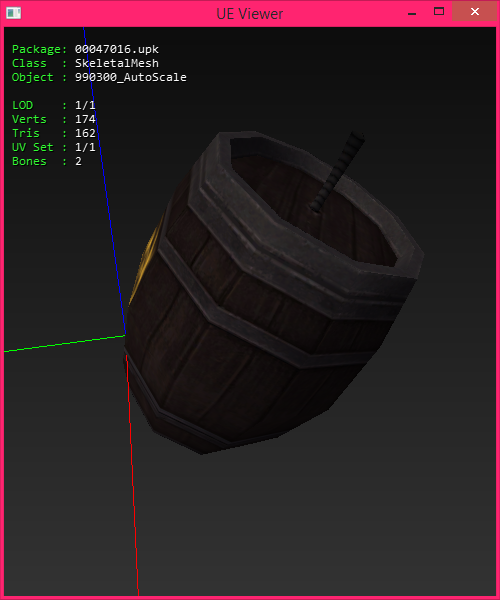 UE Viewer
Package: 00047016.upk
Class  : SkeletalMesh
Object : 990300_AutoScale
LOD    : 1/1
Verts  : 174
Tris   : 162
UV Set : 1/1
Bones  : 2